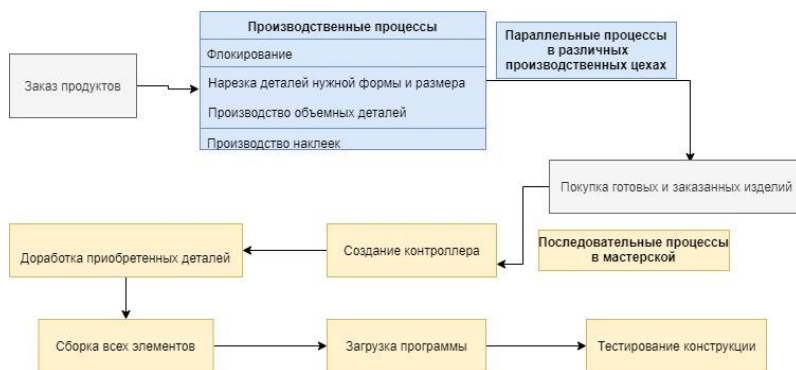 Производственные процессы
Флокирование
Нарезка деталей нужной формы и размера
Производство объемных деталей
Производство наклеек
Параллельные процессы
в различных
производственных цехах
Заказ продуктов
Покупка готовых и заказанных изделий
Последовательные процессы
в мастерской
Создание контроллера
Доработка приобретенных деталей
Сборка всех элементов
Загрузка программы
Тестирование конструкции